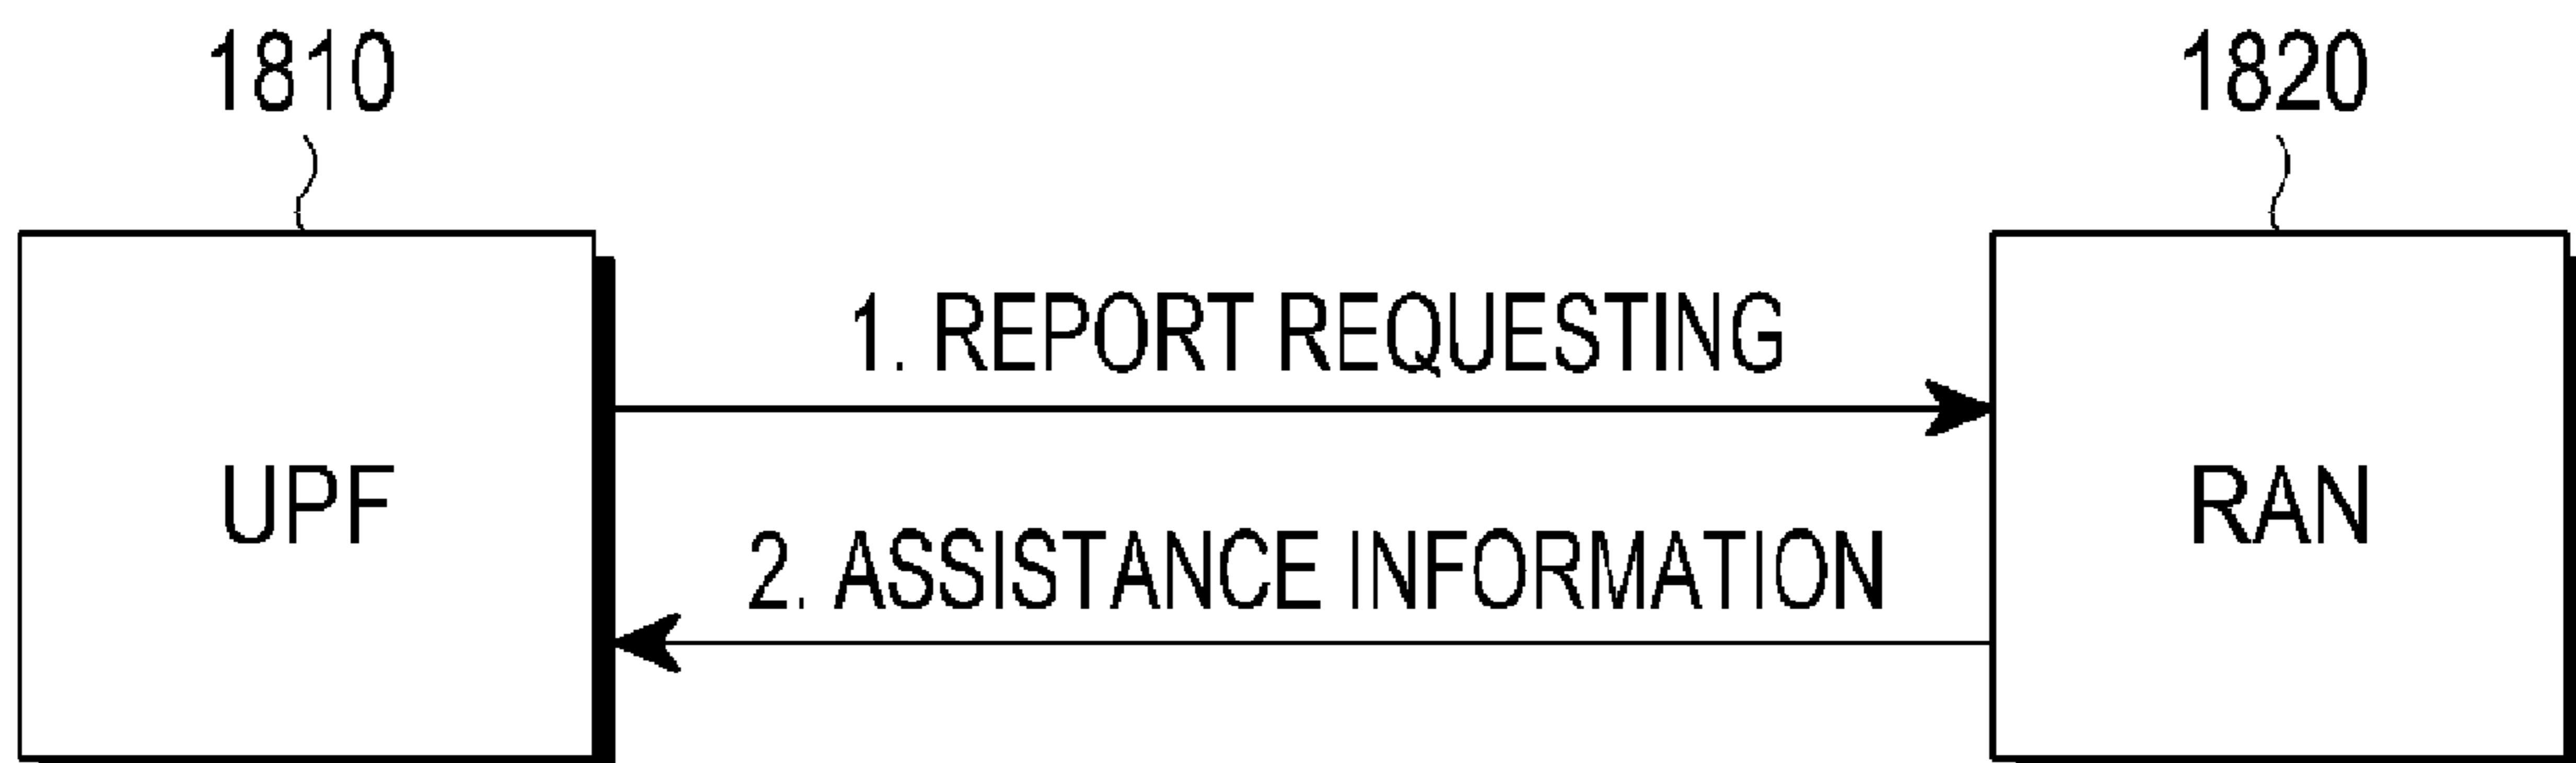 1810
1820
1. REPORT REQUESTING
UPF
RAN
2. ASSISTANCE INFORMATION